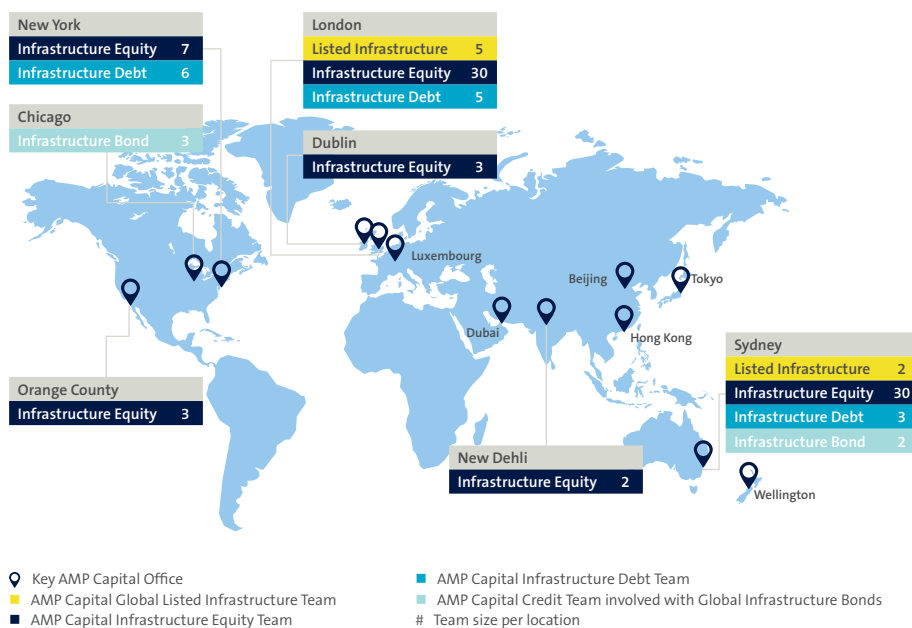 New York
Infrastructure Equity 7
Infrastructure Debt 6
London
Listed Infrastructure 5
Infrastructure Equity 30
Infrastructure Debt 5
Chicago
Infrastructure Bond 3
Dublin
Infrastructure Equity 3
Luxembourg
Beijing
Tokyo
Dubai
Hong Kong
Orange County
Infrastructure Equity 3
Sydney
Listed Infrastructure 2
Infrastructure Equity 30
Infrastructure Debt 3
Infrastructure Bond 2
New Dehli
Infrastructure Equity 2
Wellington
Key AMP Capital Office
AMP Capital Global Listed Infrastructure Team
AMP Capital Infrastructure Equity Team
AMP Capital Infrastructure Debt Team
AMP Capital Credit Team involved with Global Infrastructure Bonds
# Team size per location